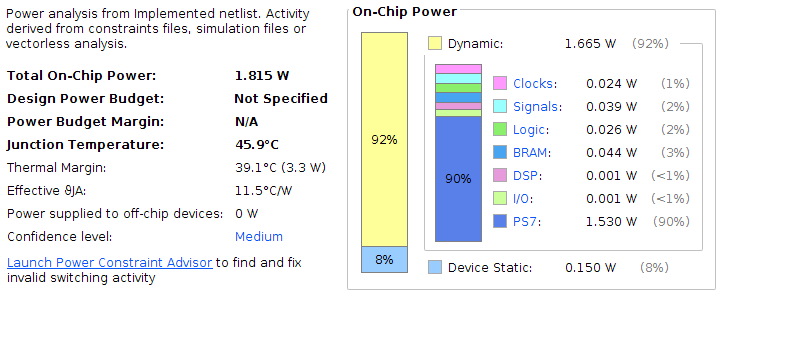 Power analysis from Implemented netlist. Activity
derived from constraints files, simulation files or
vectorless analysis.
Total On-Chip Power: 1.815 W
Design Power Budget: Not Specified
Power Budget Margin: N/A
Junction Temperature: 45.9°C
Thermal Margin: 39.1°C (3.3 W)
Effective ϑJA: 11.5°C/W
Power supplied to off-chip devices: 0 W
Confidence level: Medium
Launch Power Constraint Advisor to find and fix
invalid switching activity
On-Chip Power
92%
8%
Dynamic: 1.665 W (92%)
90%
Clocks: 0.024 W (1%)
Signals: 0.039 W (2%)
Logic: 0.026 W (2%)
BRAM: 0.044 W (3%)
DSP: 0.001 W (<1%)
I/O: 0.001 W (<1%)
PS7: 1.530 W (90%)
Device Static: 0.150 W (8%)